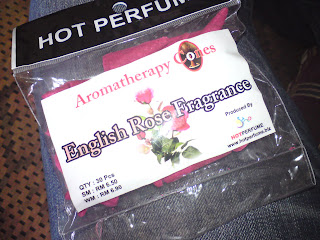 HOT PERFUME
Aromatherapy Cones
English Rose Fragrance
QTY : 20 Pcs
SM : RM 6.50
WM : RM 6.90
Produced By
HOTPERFUME